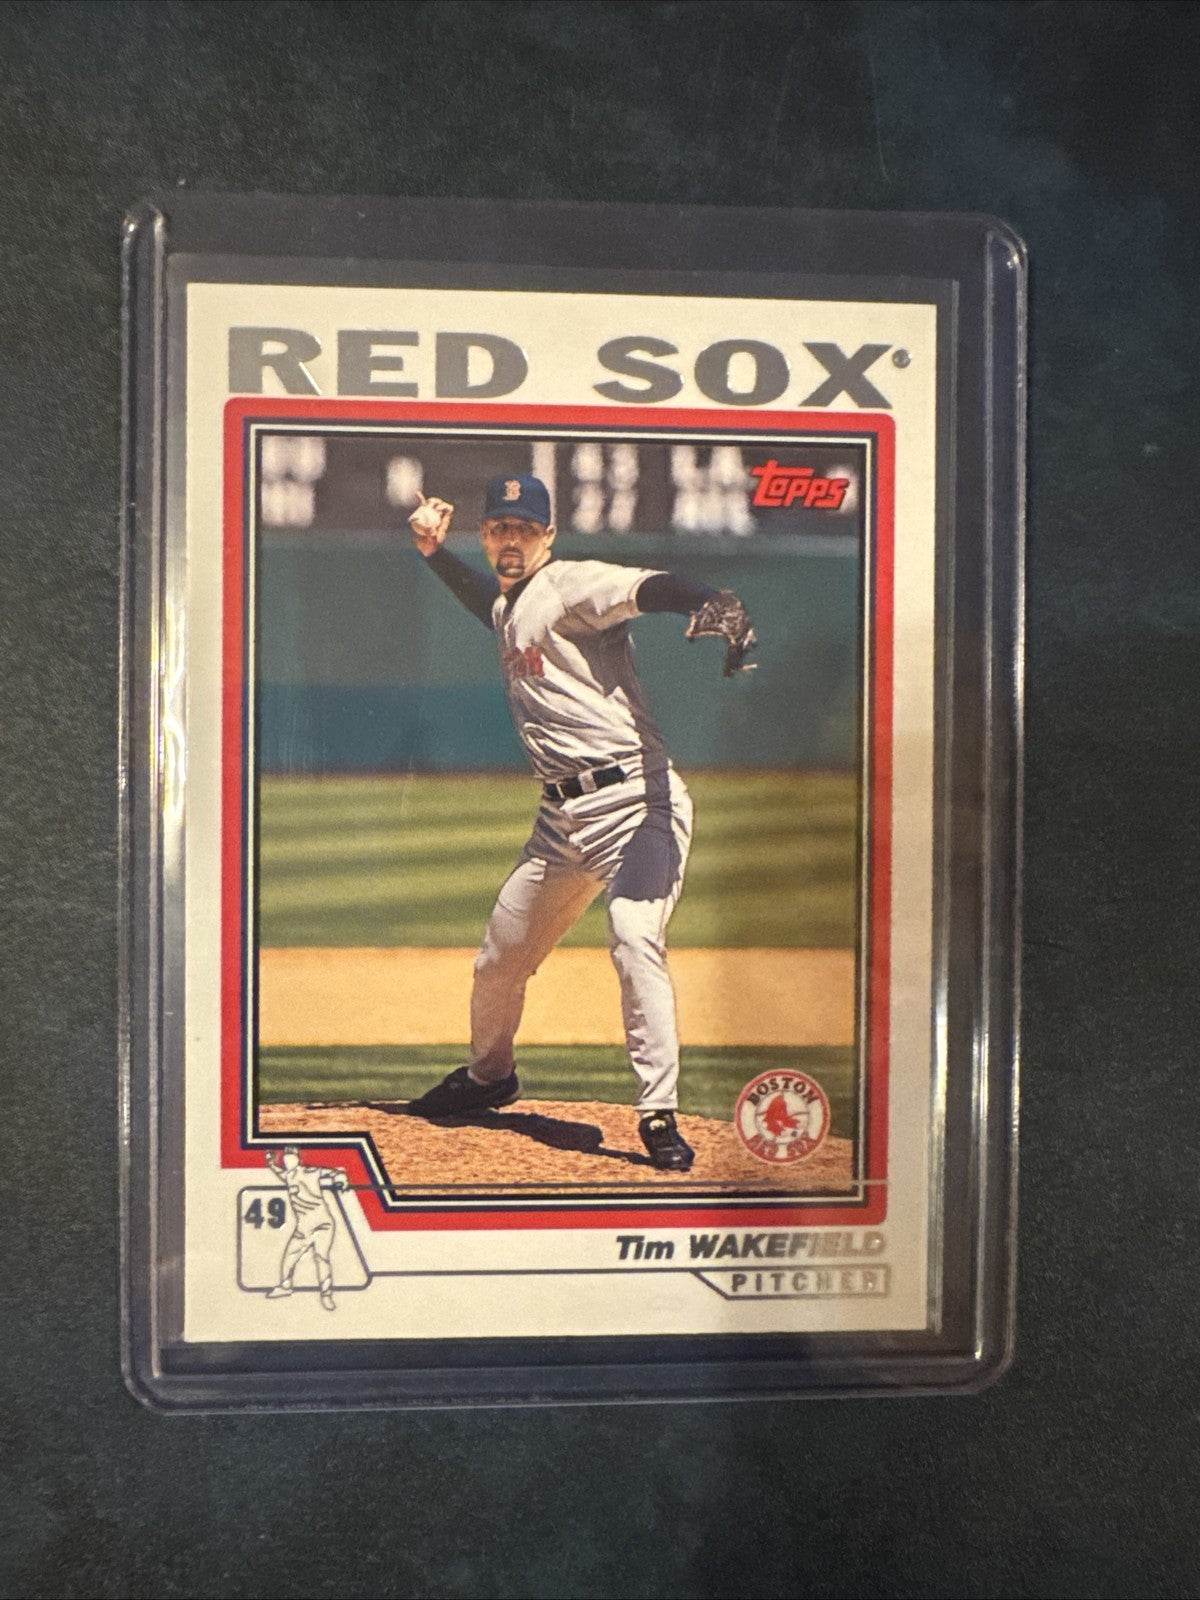 RED SOX®
TOPPS
B
BOSTON
RED SOX
49
Tim WAKEFIELD
PITCHER